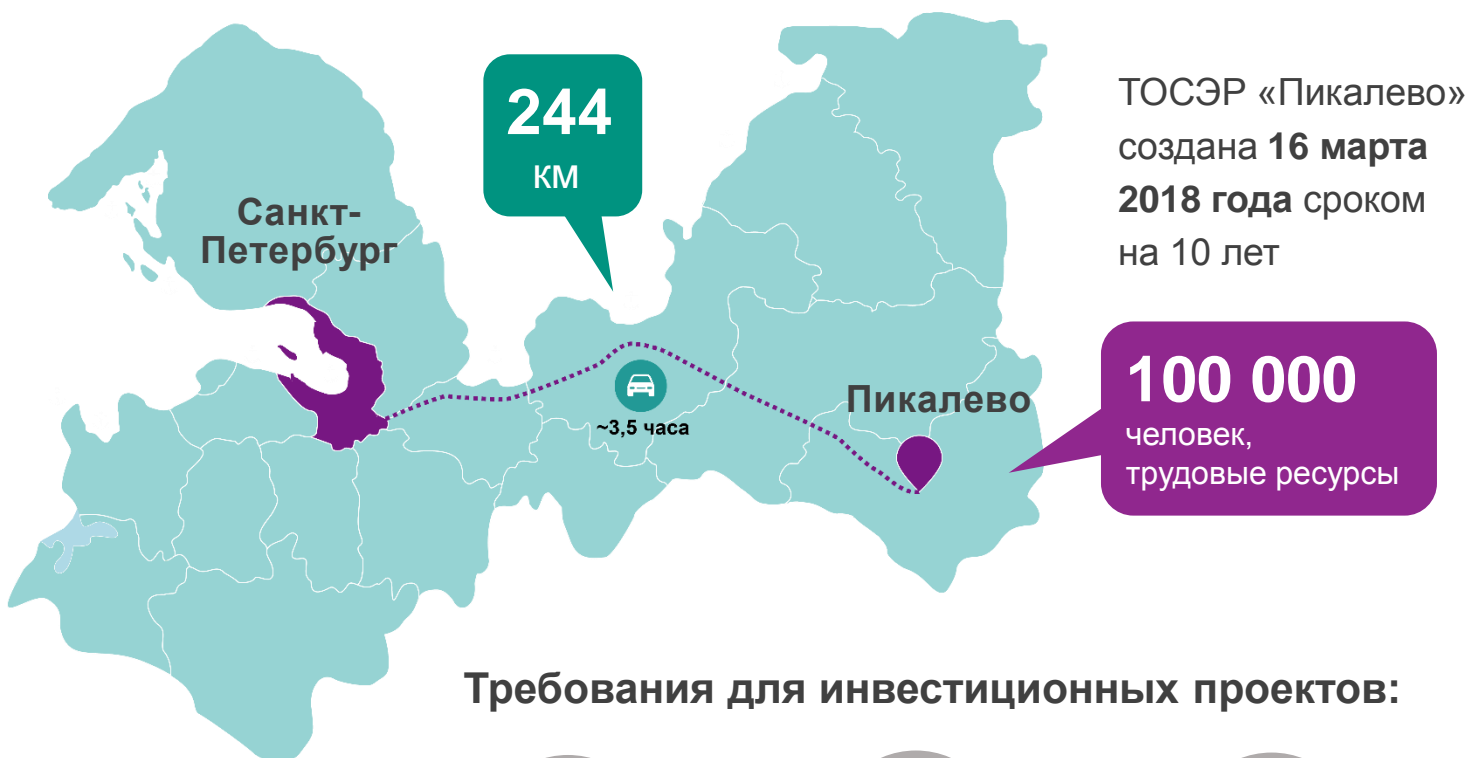 244
км
Санкт-
Петербург
ТОСЭР «Пикалево»
создана 16 марта
2018 года сроком
на 10 лет
~3,5 часа
Пикалево
100 000
человек,
трудовые ресурсы
Требования для инвестиционных проектов: